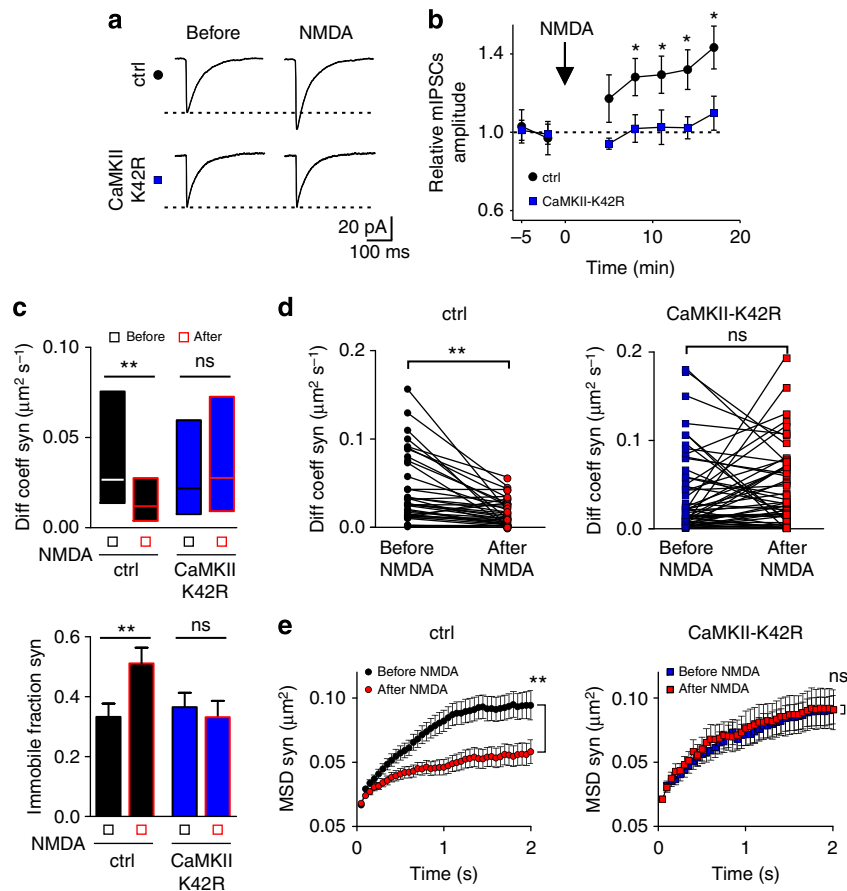 a
Before
NMDA
ctrl
CaMKII
K42R
20 pA
100 ms
b
NMDA
*
*
*
*
*
1.4
1.0
0.6
Relative mIPSCs
amplitude
ctrl
CaMKII-K42R
−5
0
10
20
Time (min)
c
Before
After
0.10
0.05
0.00
**
ns
Diff coeff syn (μm² s⁻¹)
NMDA
ctrl
CaMKII
K42R
0.6
0.4
0.2
0.0
**
ns
Immobile fraction syn
NMDA
ctrl
CaMKII
K42R
d
ctrl
**
0.2
0.1
0.0
Diff coeff syn (μm² s⁻¹)
Before
NMDA
After
NMDA
CaMKII-K42R
ns
0.2
0.1
0.0
Diff coeff syn (μm² s⁻¹)
Before
NMDA
After
NMDA
e
ctrl
Before NMDA
After NMDA
**
0.10
0.05
0.05
MSD syn (μm²)
0
1
2
Time (s)
CaMKII-K42R
Before NMDA
After NMDA
ns
0.10
0.05
0.05
MSD syn (μm²)
0
1
2
Time (s)